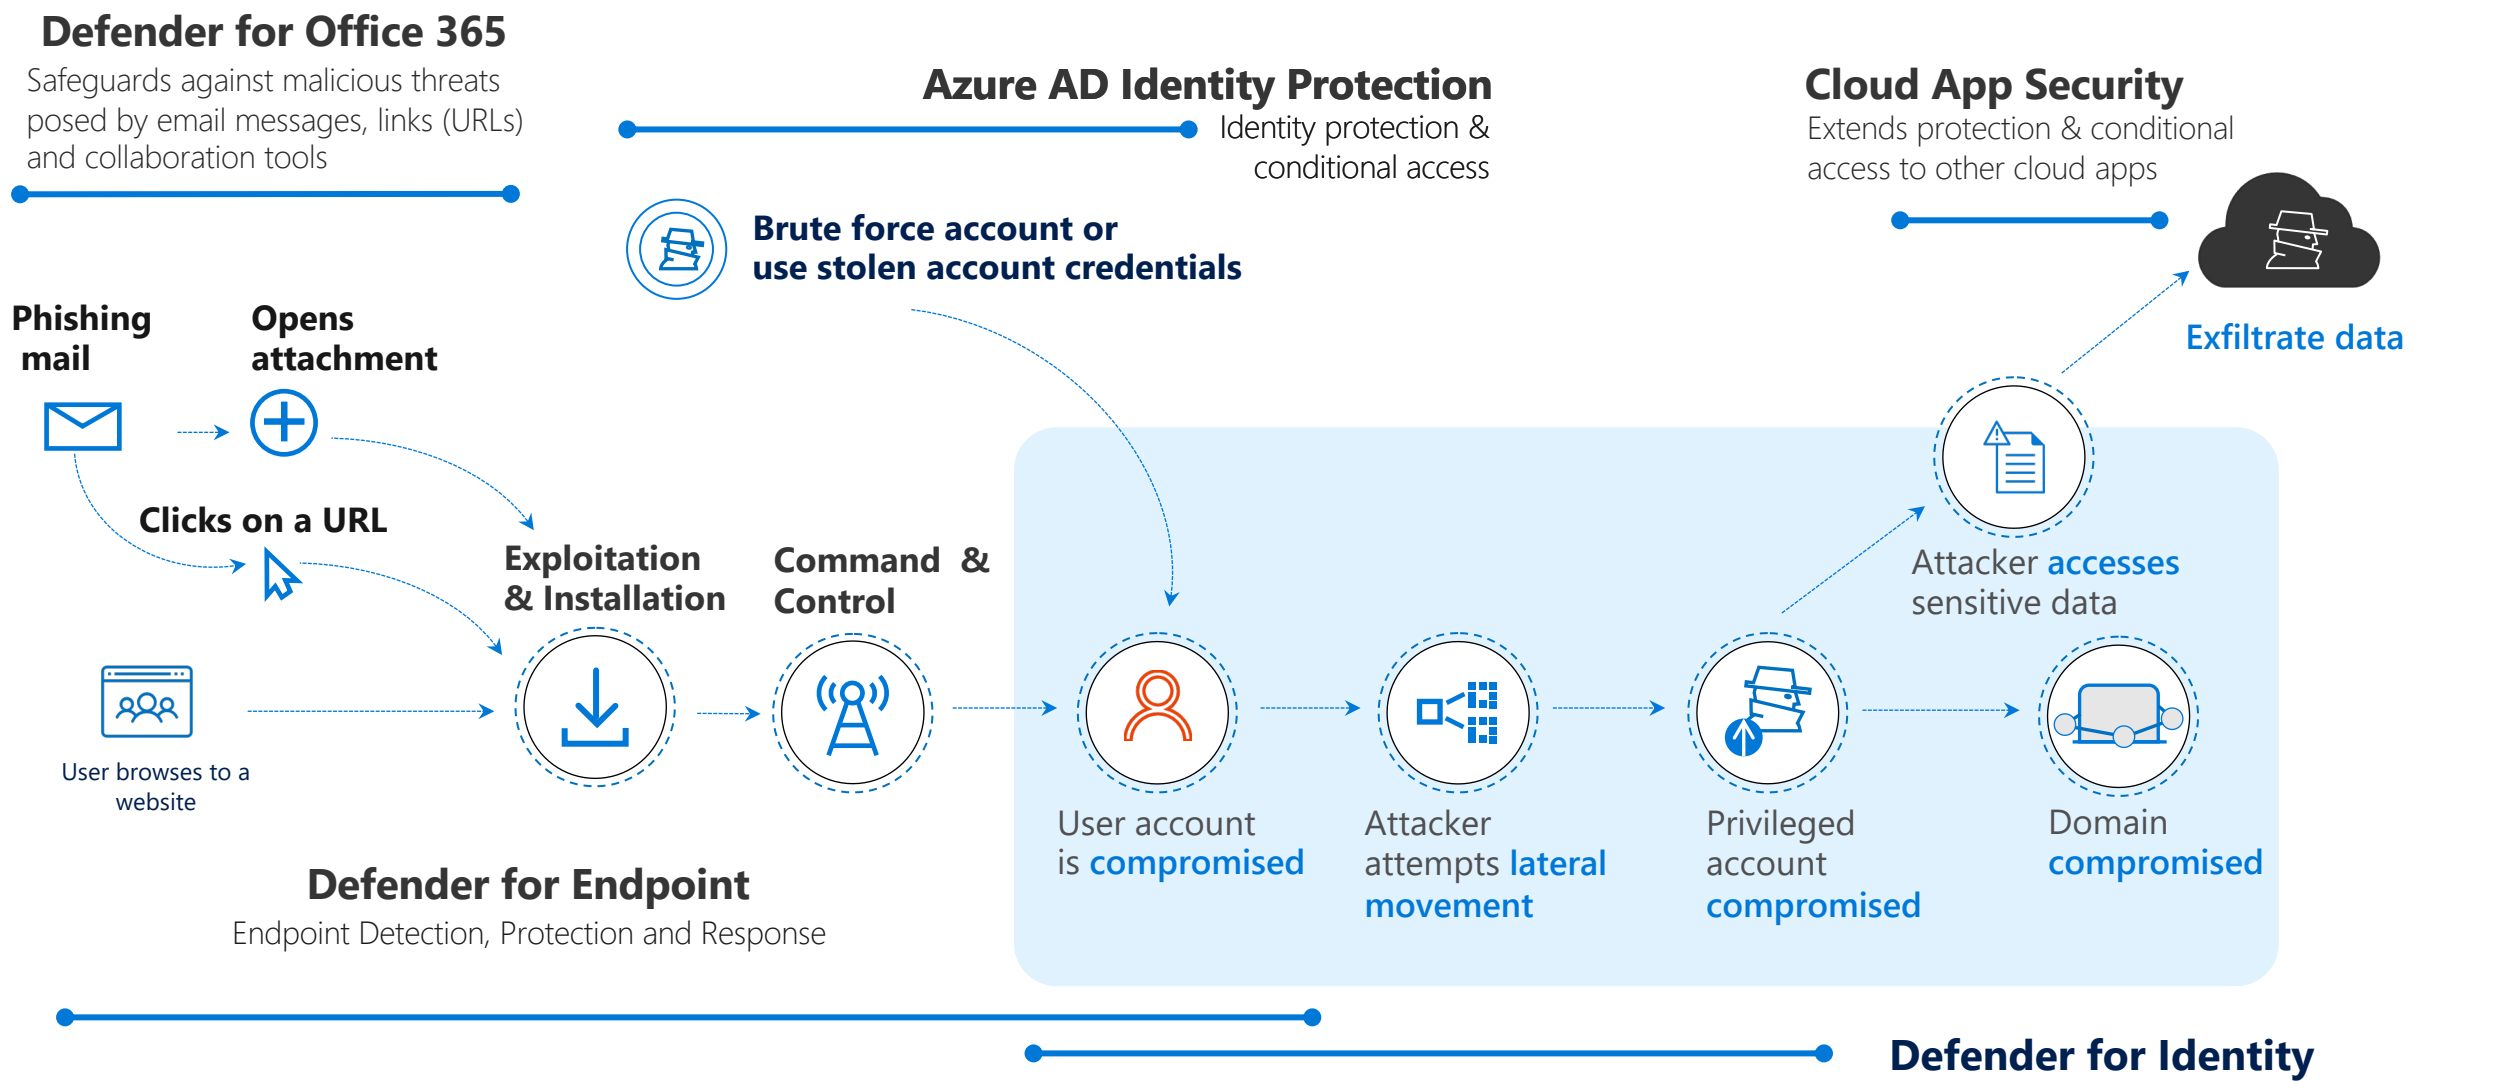 Defender for Office 365
Safeguards against malicious threats
posed by email messages, links (URLs)
and collaboration tools
Azure AD Identity Protection
Identity protection &
conditional access
Cloud App Security
Extends protection & conditional
access to other cloud apps
Brute force account or
use stolen account credentials
Exfiltrate data
Phishing
mail
Opens
attachment
Clicks on a URL
Exploitation
& Installation
Command &
Control
Attacker accesses
sensitive data
User browses to a
website
User account
is compromised
Attacker
attempts lateral
movement
Privileged
account
compromised
Domain
compromised
Defender for Endpoint
Endpoint Detection, Protection and Response
Defender for Identity